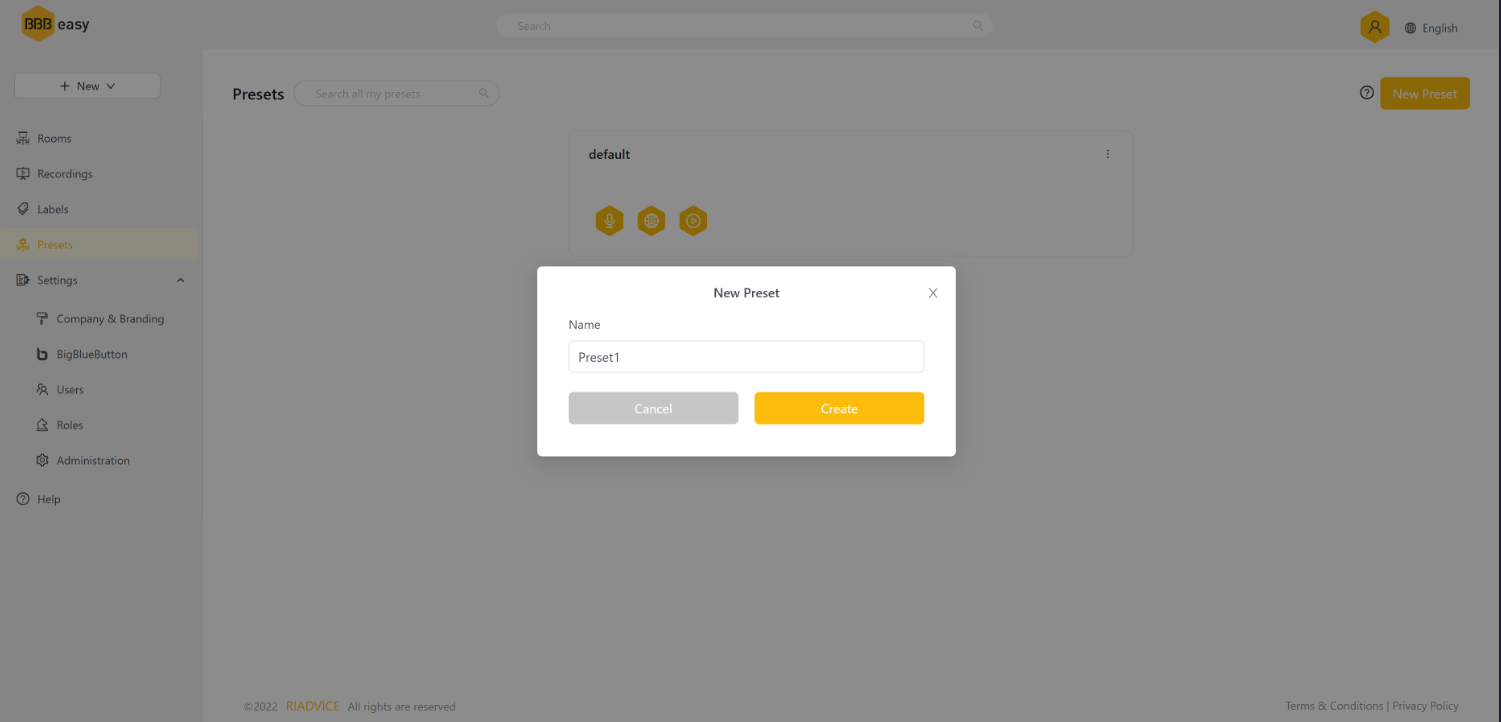 BBB easy
Search
English
New
Presets
Search all my presets
New Preset
Rooms
Recordings
Labels
Presets
Settings
Company & Branding
BigBlueButton
Users
Roles
Administration
Help
default
New Preset
Name
Preset1
Cancel
Create
©2022 RIADVICE All rights are reserved
Terms & Conditions | Privacy Policy